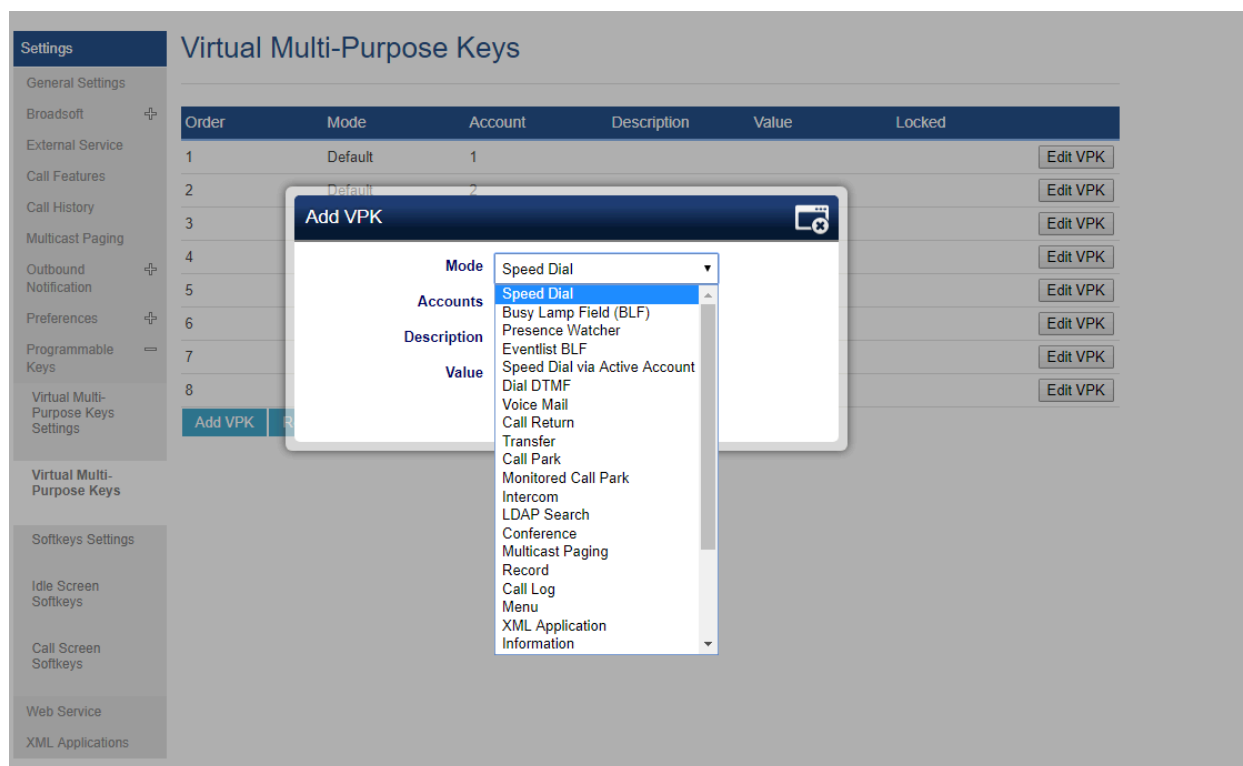 Settings
General Settings
Broadsoft
External Service
Call Features
Call History
Multicast Paging
Outbound
Notification
Preferences
Programmable
Keys
Virtual Multi-
Purpose Keys
Settings
Virtual Multi-
Purpose Keys
Softkeys Settings
Idle Screen
Softkeys
Call Screen
Softkeys
Web Service
XML Applications
Virtual Multi-Purpose Keys
Order Mode Account Description Value Locked
1 Default 1 Edit VPK
2 Default 2 Edit VPK
3 Edit VPK
4 Edit VPK
5 Edit VPK
6 Edit VPK
7 Edit VPK
8 Edit VPK
Add VPK
Add VPK
Mode Speed Dial
Accounts
Description
Value
Speed Dial
Busy Lamp Field (BLF)
Presence Watcher
Eventlist BLF
Speed Dial via Active Account
Dial DTMF
Voice Mail
Call Return
Transfer
Call Park
Monitored Call Park
Intercom
LDAP Search
Conference
Multicast Paging
Record
Call Log
Menu
XML Application
Information